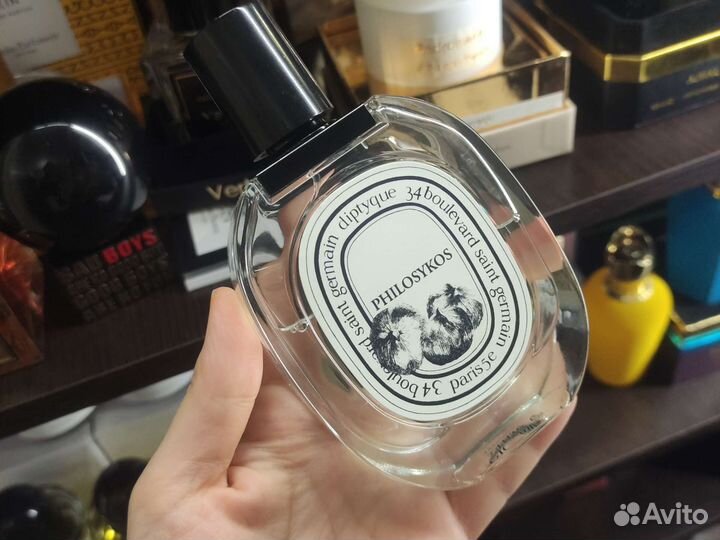 BOYS
diptyque 34 boulevard saint germain paris 5e 34 boulevard saint germain
PHILOSYKOS
Avito